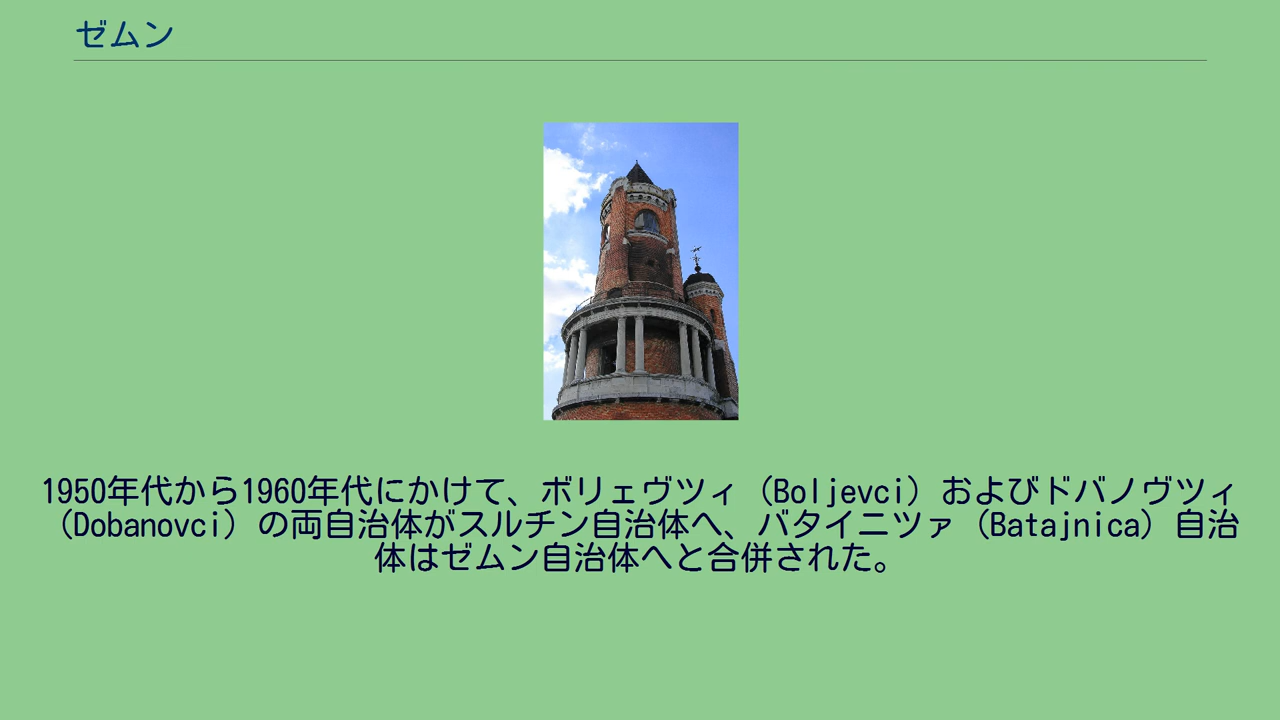 ゼムン
1950年代から1960年代にかけて、ボリェヴツィ（Boljevci）およびドバノヴツィ
（Dobanovci）の両自治体がスルチン自治体へ、バタイニツァ（Batajnica）自治
体はゼムン自治体へと合併された。